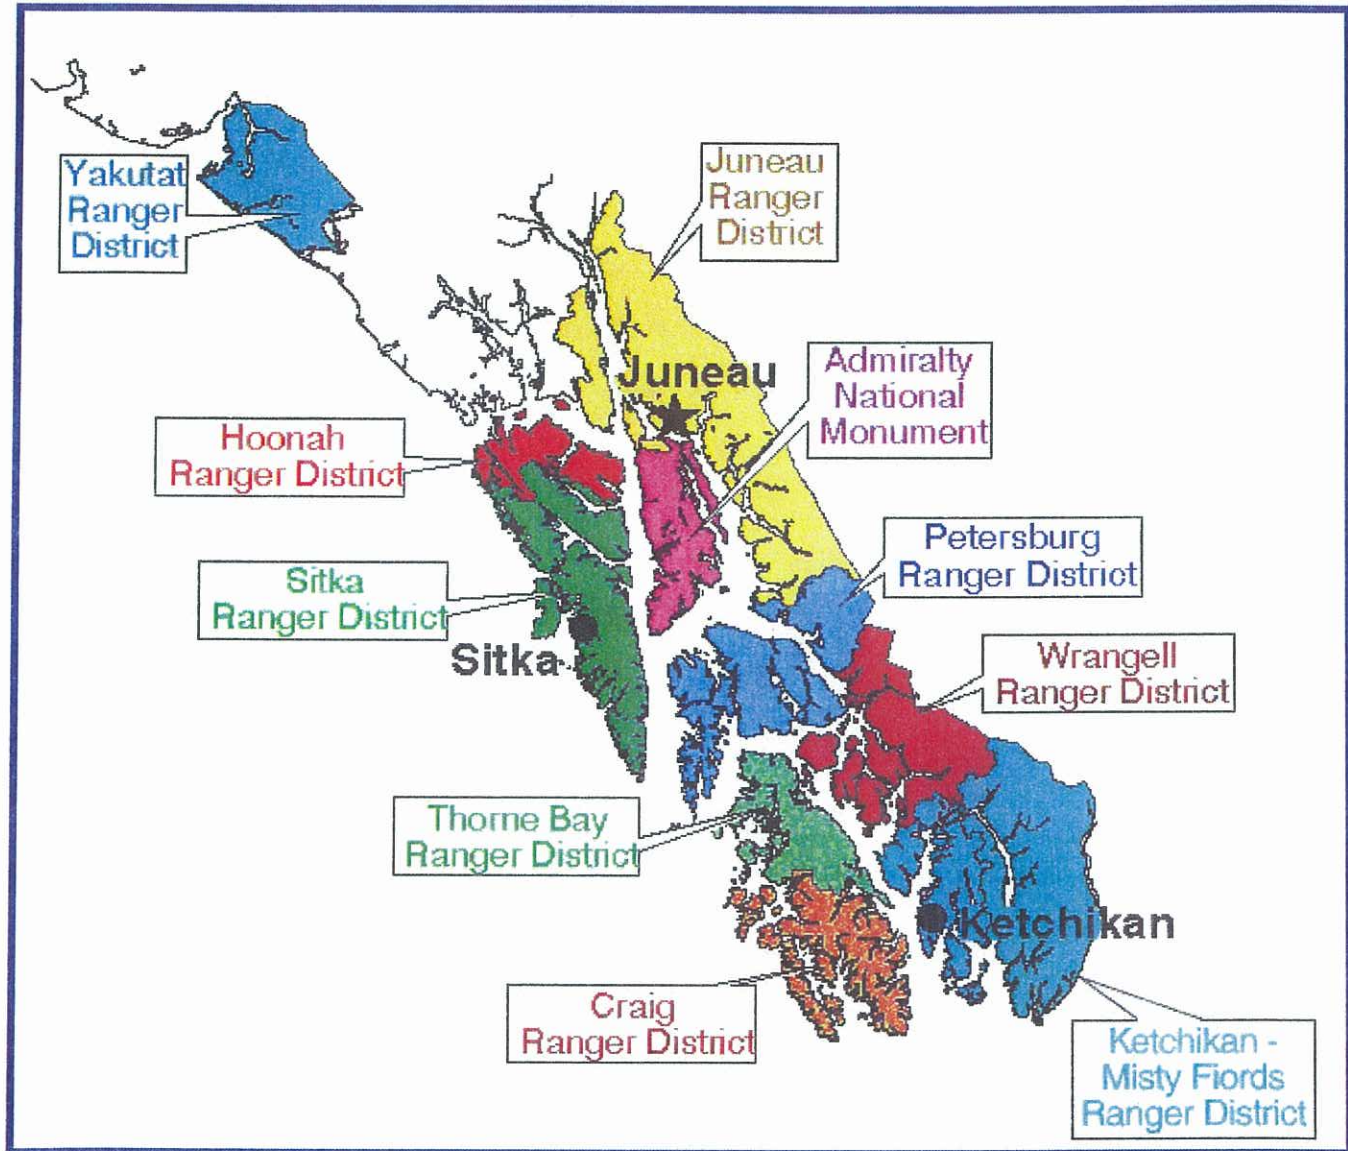 Yakutat
Ranger
District
Juneau
Ranger
District
Juneau
Admiralty
National
Monument
Hoonah
Ranger District
Sitka
Ranger District
Sitka
Petersburg
Ranger District
Wrangell
Ranger District
Thorne Bay
Ranger District
Ketchikan
Craig
Ranger District
Ketchikan -
Misty Fiords
Ranger District